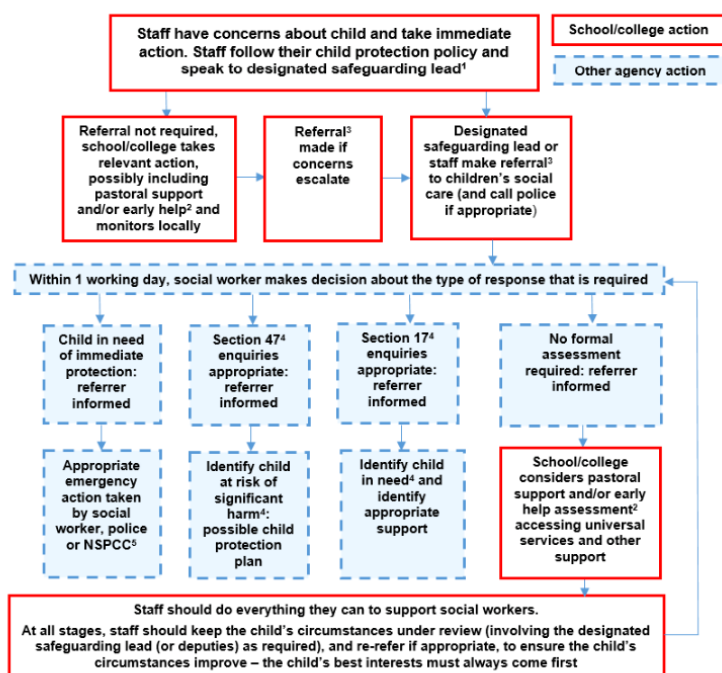 Staff have concerns about child and take immediate
action. Staff follow their child protection policy and
speak to designated safeguarding lead¹
School/college action
Other agency action
Referral not required,
school/college takes
relevant action,
possibly including
pastoral support
and/or early help² and
monitors locally
Referral³
made if
concerns
escalate
Designated
safeguarding lead or
staff make referral³
to children's social
care (and call police
if appropriate)
Within 1 working day, social worker makes decision about the type of response that is required
Child in need
of immediate
protection:
referrer
informed
Section 47⁴
enquiries
appropriate:
referrer
informed
Section 17⁴
enquiries
appropriate:
referrer
informed
No formal
assessment
required: referrer
informed
Appropriate
emergency
action taken
by social
worker, police
or NSPCC⁵
Identify child
at risk of
significant
harm⁴:
possible child
protection
plan
Identify child
in need⁴ and
identify
appropriate
support
School/college
considers pastoral
support and/or early
help assessment²
accessing universal
services and other
support
Staff should do everything they can to support social workers.
At all stages, staff should keep the child's circumstances under review (involving the designated
safeguarding lead (or deputies) as required), and re-refer if appropriate, to ensure the child's
circumstances improve – the child's best interests must always come first